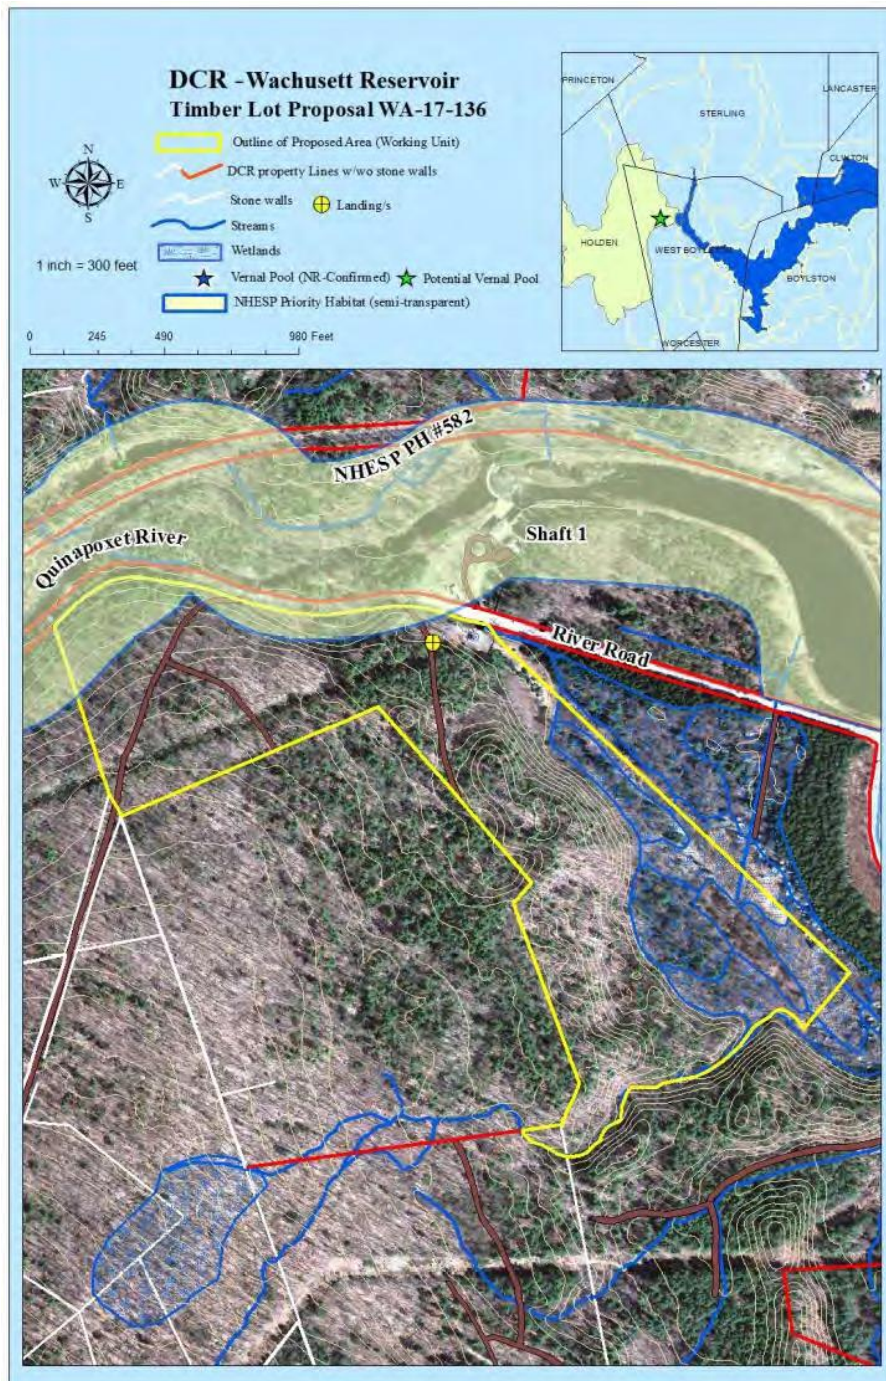 DCR - Wachusett Reservoir
Timber Lot Proposal WA-17-136
Outline of Proposed Area (Working Unit)
DCR property Lines w/wo stone walls
Stone walls
Landing/s
Streams
Wetlands
Vernal Pool (NR-Confirmed)
Potential Vernal Pool
NHESP Priority Habitat (semi-transparent)
N
W
E
S
1 inch = 300 feet
0 245 490 980 Feet
PRINCETON
LANCASTER
STERLING
CLINTON
HOLDEN
WEST BOYLSTON
BOYLSTON
WORCESTER
NHESP PH #582
Quinapoxet River
Shaft 1
River Road